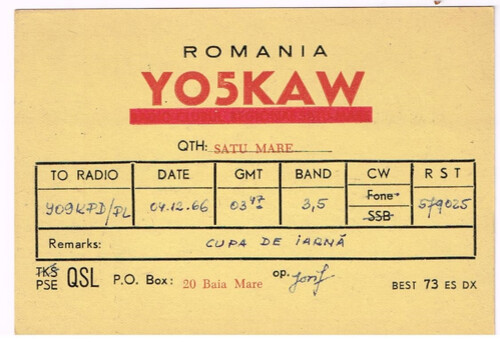 ROMANIA
YO5KAW
QTH: SATU MARE
TO RADIO DATE GMT BAND CW R S T
Fone
SSB
YO9KPD/PL 04.12.66 03 47 3,5 579025
Remarks: CUPA DE IARNĂ
TKS
PSE QSL P.O. Box: 20 Baia Mare op. Josif
BEST 73 ES DX